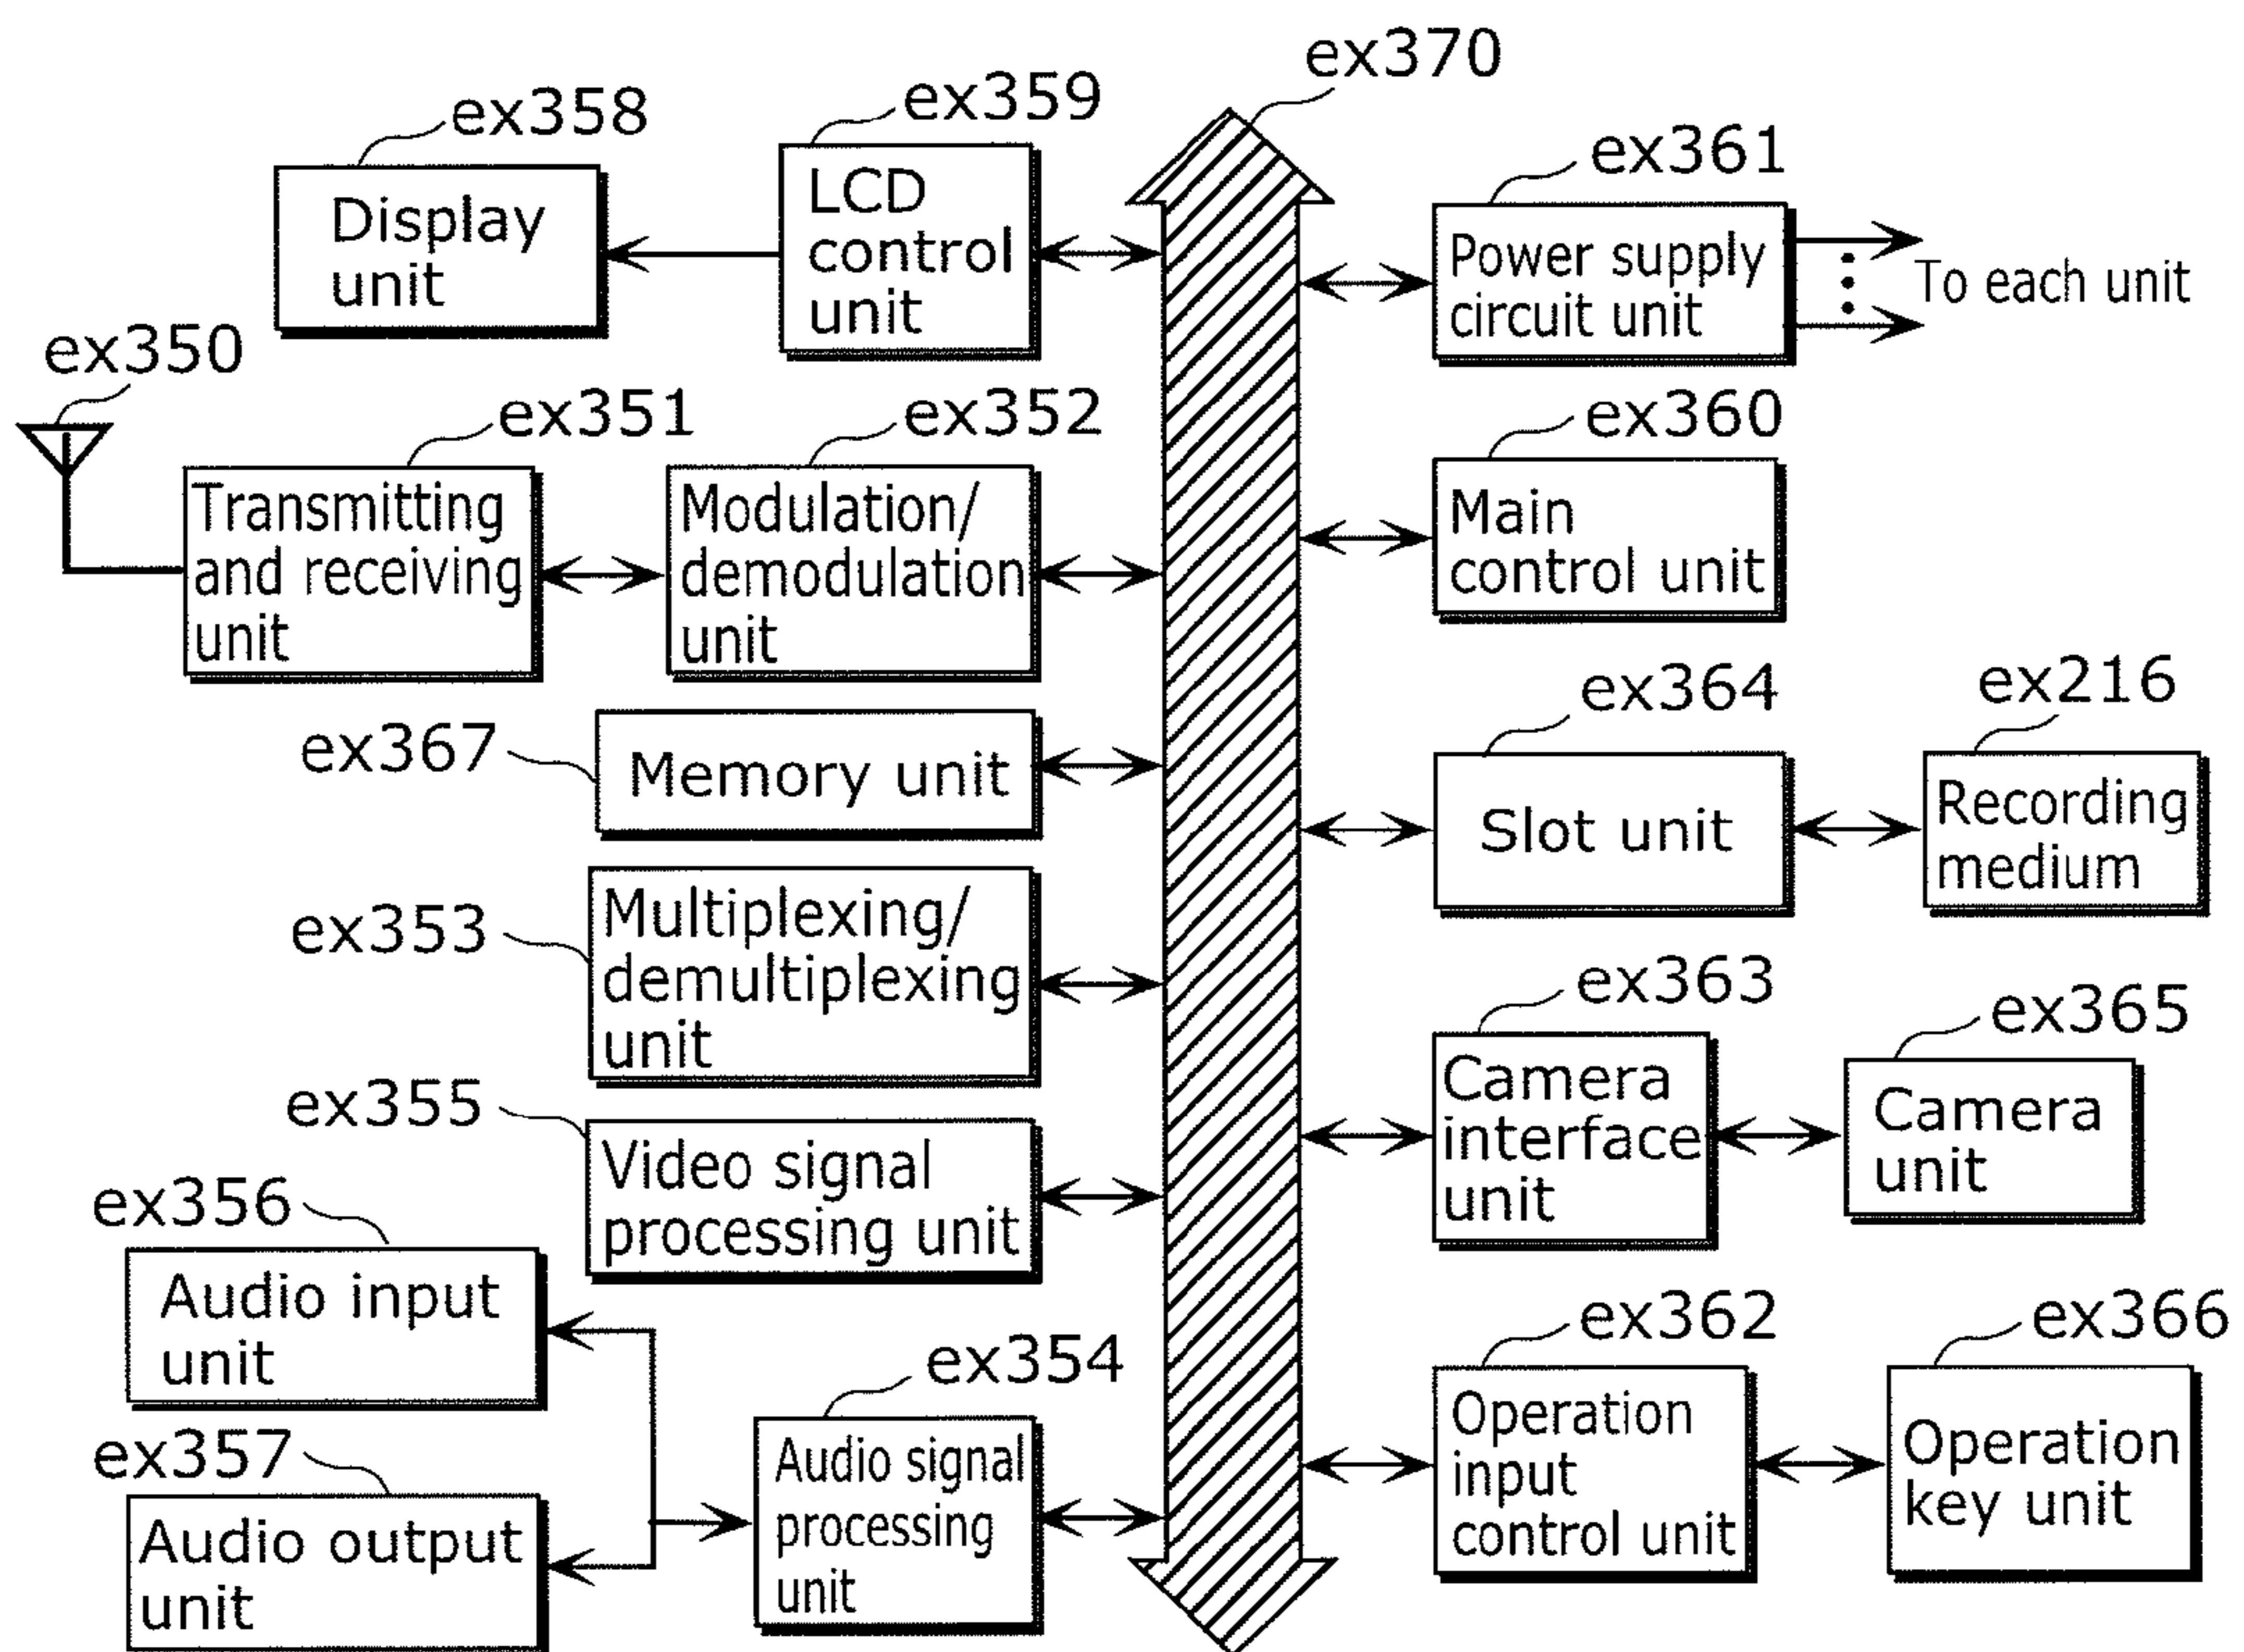 ex370
ex358
ex359
Display
unit
LCD
control
unit
ex361
Power supply
circuit unit
To each unit
ex350
ex351
ex352
Transmitting
and receiving
unit
Modulation/
demodulation
unit
ex360
Main
control unit
ex367
Memory unit
ex364
ex216
Slot unit
Recording
medium
ex353
Multiplexing/
demultiplexing
unit
ex363
ex365
Camera
interface
unit
Camera
unit
ex355
Video signal
processing unit
ex356
Audio input
unit
ex357
Audio output
unit
ex354
Audio signal
processing
unit
ex362
ex366
Operation
input
control unit
Operation
key unit